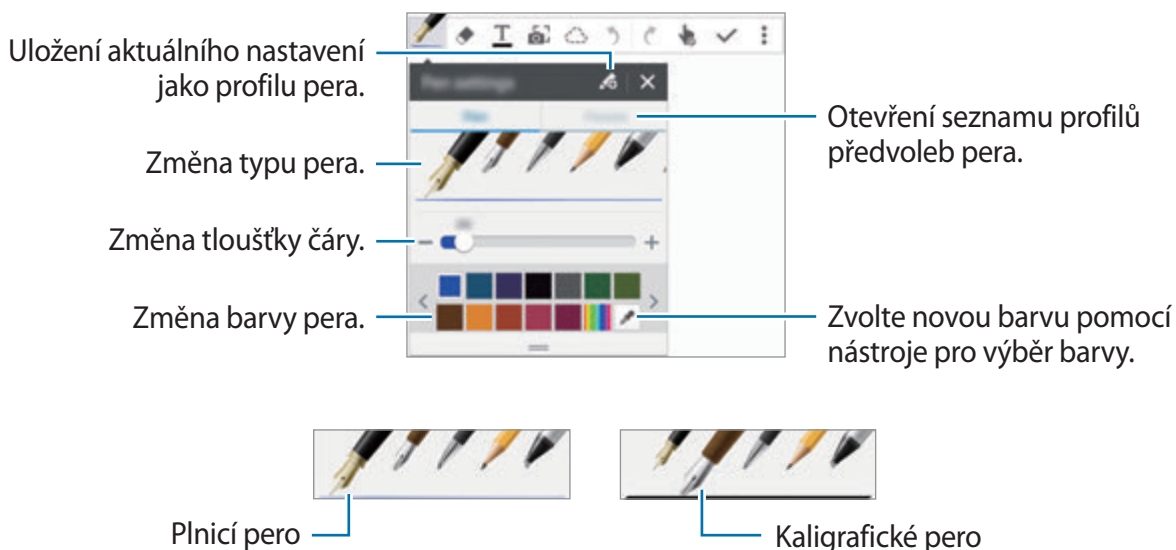 Uložení aktuálního nastavení
jako profilu pera.
T
Otevření seznamu profilů
předvoleb pera.
Změna typu pera.
Změna tloušťky čáry.
Změna barvy pera.
Zvolte novou barvu pomocí
nástroje pro výběr barvy.
Plnicí pero
Kaligrafické pero